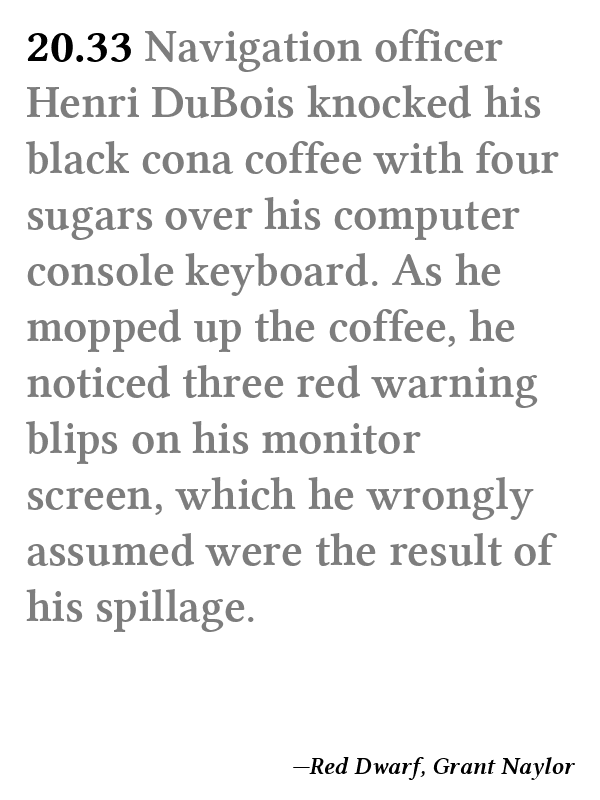 20.33 Navigation officer
Henri DuBois knocked his
black cona coffee with four
sugars over his computer
console keyboard. As he
mopped up the coffee, he
noticed three red warning
blips on his monitor
screen, which he wrongly
assumed were the result of
his spillage.
—Red Dwarf, Grant Naylor